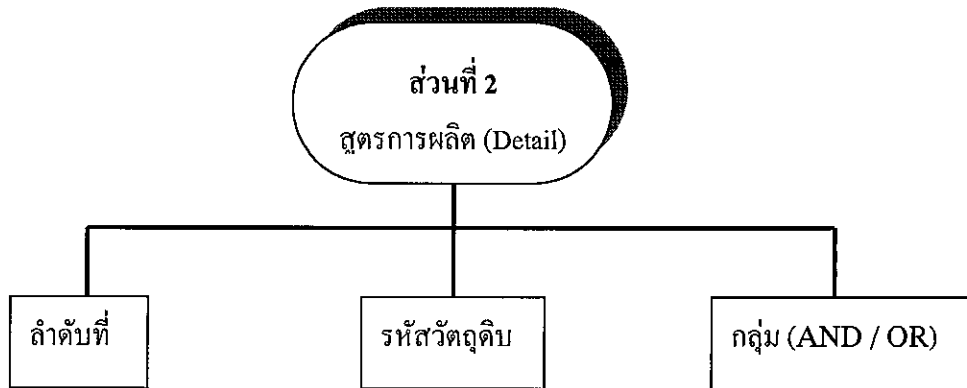 ส่วนที่ 2
สูตรการผลิต (Detail)
ลำดับที่
รหัสวัตถุดิบ
กลุ่ม (AND / OR)